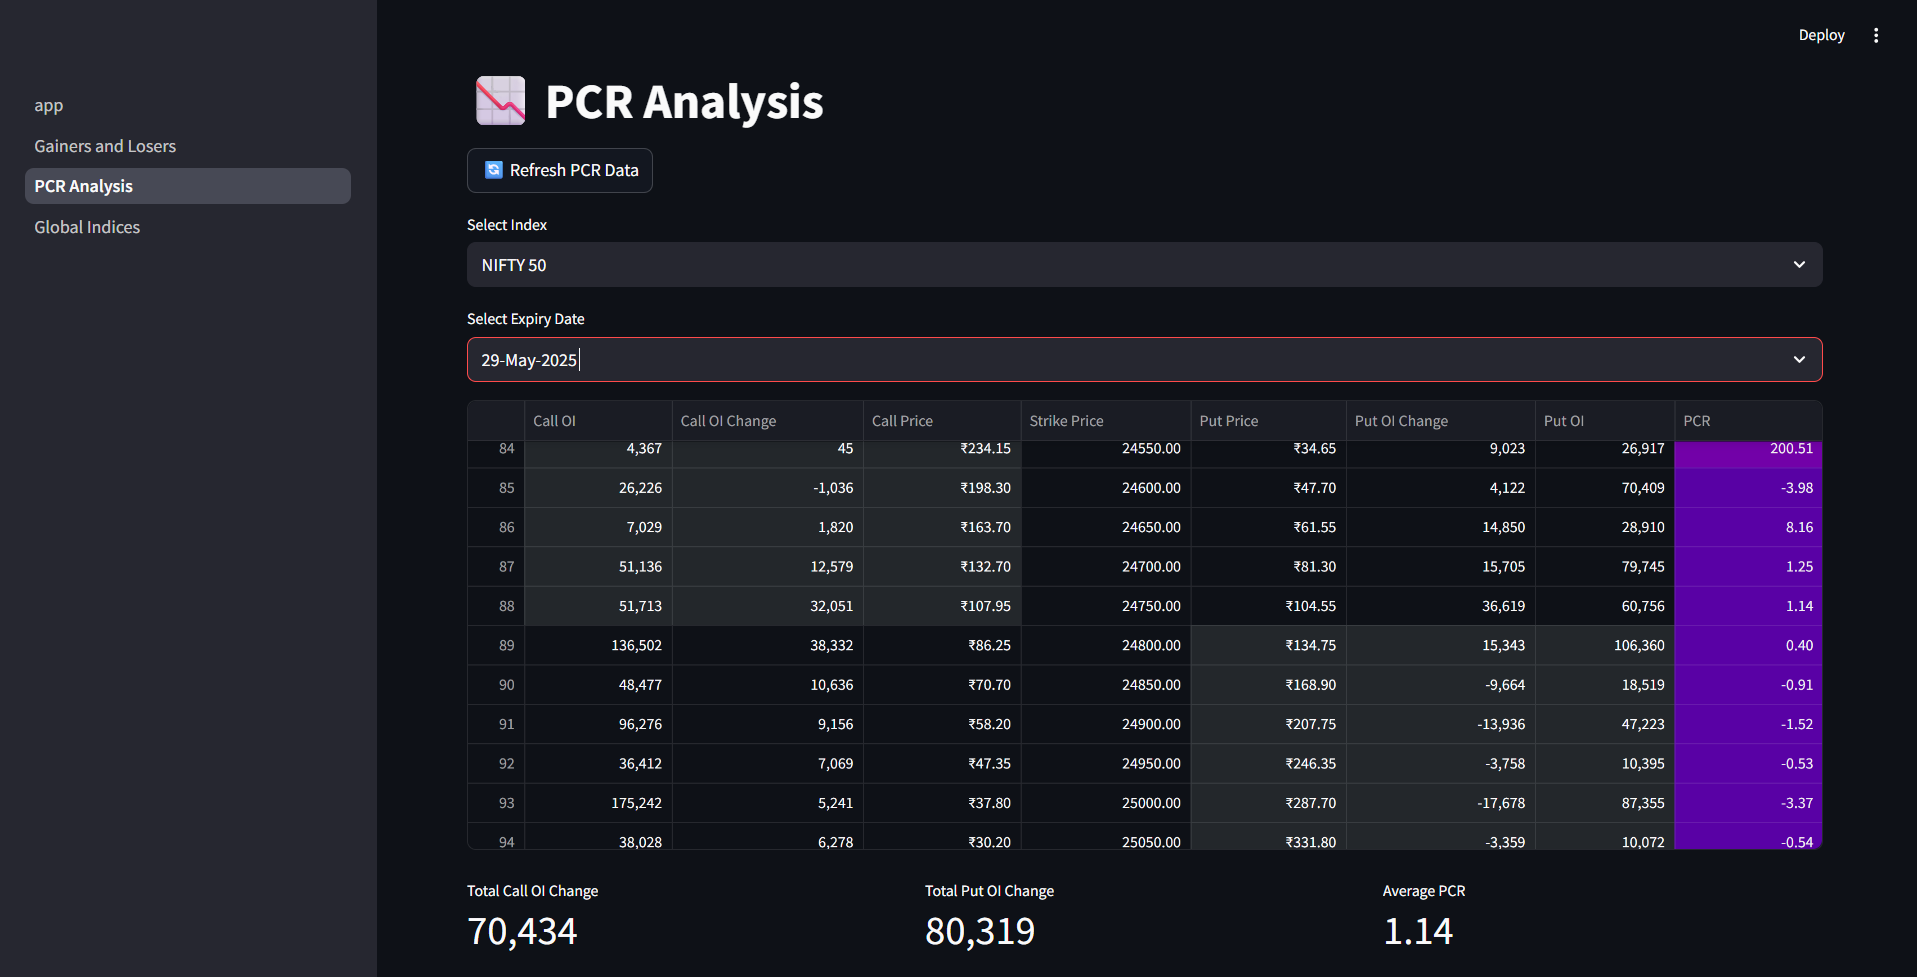 Deploy
app
Gainers and Losers
PCR Analysis
Global Indices
PCR Analysis
Refresh PCR Data
Select Index
NIFTY 50
Select Expiry Date
29-May-2025
Call OI Call OI Change Call Price Strike Price Put Price Put OI Change Put OI PCR
84 4,367 45 ₹234.15 24550.00 ₹34.65 9,023 26,917 200.51
85 26,226 -1,036 ₹198.30 24600.00 ₹47.70 4,122 70,409 -3.98
86 7,029 1,820 ₹163.70 24650.00 ₹61.55 14,850 28,910 8.16
87 51,136 12,579 ₹132.70 24700.00 ₹81.30 15,705 79,745 1.25
88 51,713 32,051 ₹107.95 24750.00 ₹104.55 36,619 60,756 1.14
89 136,502 38,332 ₹86.25 24800.00 ₹134.75 15,343 106,360 0.40
90 48,477 10,636 ₹70.70 24850.00 ₹168.90 -9,664 18,519 -0.91
91 96,276 9,156 ₹58.20 24900.00 ₹207.75 -13,936 47,223 -1.52
92 36,412 7,069 ₹47.35 24950.00 ₹246.35 -3,758 10,395 -0.53
93 175,242 5,241 ₹37.80 25000.00 ₹287.70 -17,678 87,355 -3.37
94 38,028 6,278 ₹30.20 25050.00 ₹331.80 -3,359 10,072 -0.54
Total Call OI Change Total Put OI Change Average PCR
70,434 80,319 1.14